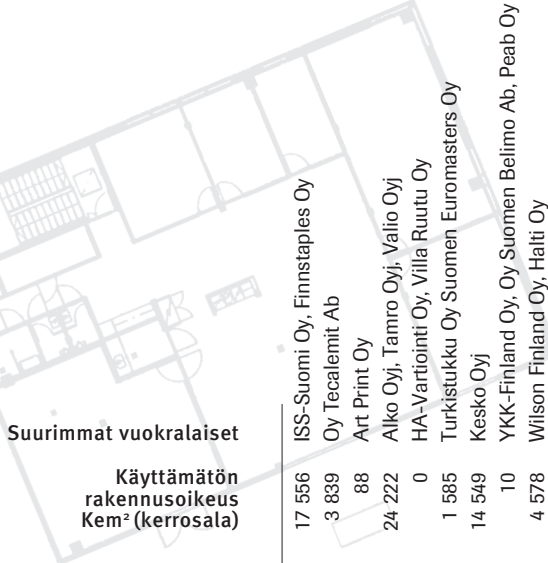 Suurimmat vuokralaiset
Käyttämätön
rakennusoikeus
Kem² (kerrosala)
17 556 ISS-Suomi Oy, Finnstaples Oy
3 839 Oy Tecalemit Ab
88 Art Print Oy
24 222 Alko Oyj, Tamro Oyj, Valio Oyj
0 HA-Vartiointi Oy, Villa Ruutu Oy
1 585 Turkistukku Oy Suomen Euromasters Oy
14 549 Kesko Oyj
10 YKK-Finland Oy, Oy Suomen Belimo Ab, Peab Oy
4 578 Wilson Finland Oy, Halti Oy